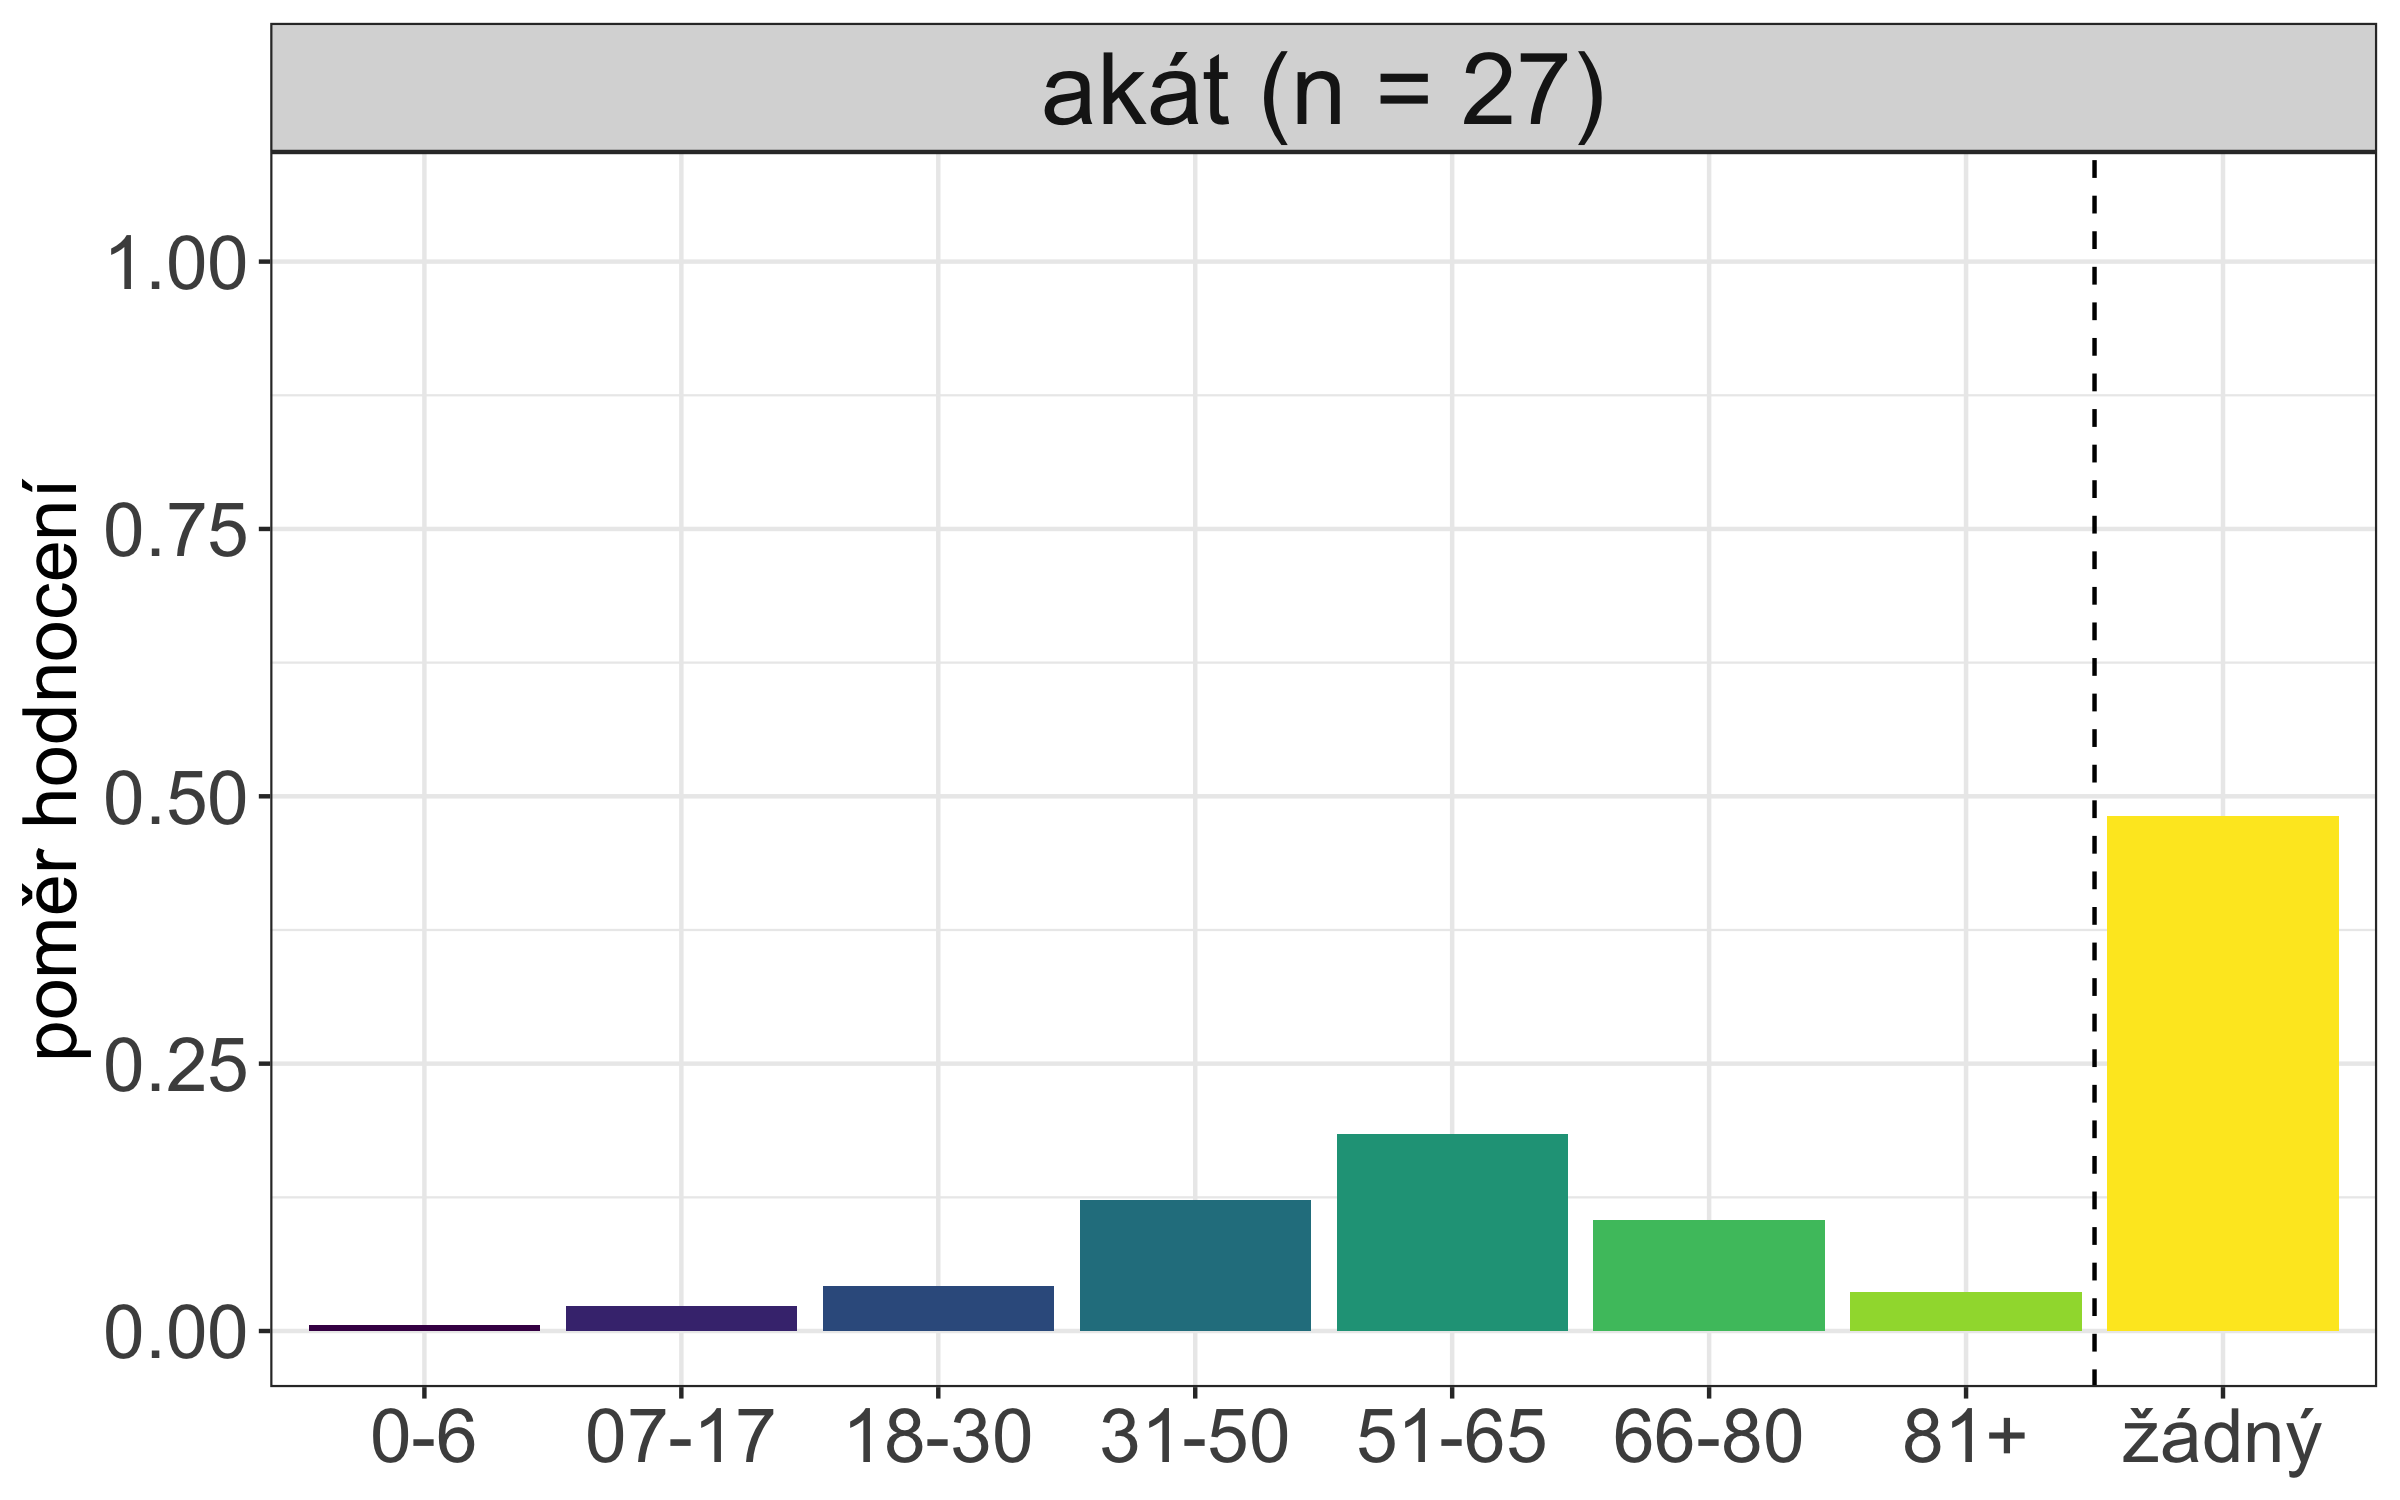 akát (n = 27)
poměr hodnocení
1.00
0.75
0.50
0.25
0.00
0-6 07-17 18-30 31-50 51-65 66-80 81+ žádný